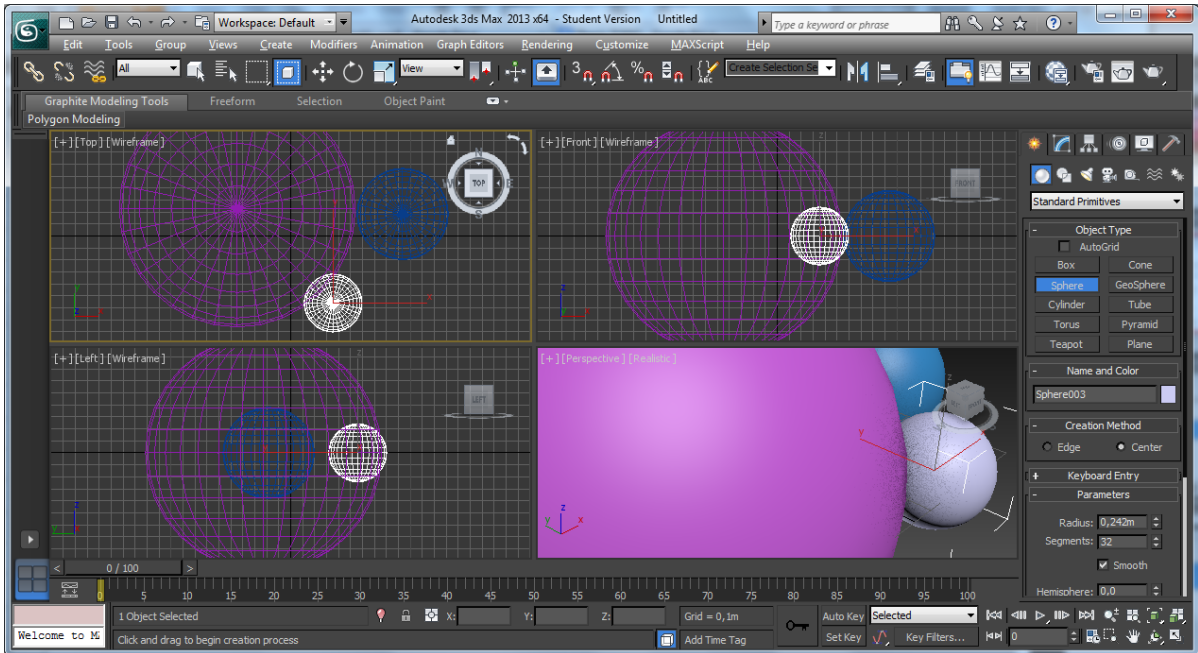 Workspace: Default
Autodesk 3ds Max 2013 x64 - Student Version Untitled
Type a keyword or phrase
Edit Tools Group Views Create Modifiers Animation Graph Editors Rendering Customize MAXScript Help
All
View
3
%
ABC
Create Selection Se
Graphite Modeling Tools Freeform Selection Object Paint
Polygon Modeling
[+][Top][Wireframe]
N
W
TOP
E
S
y
x
z
[+][Front][Wireframe]
FRONT
z
x
[+][Left][Wireframe]
LEFT
z
y
[+][Perspective][Realistic]
z
y
x
Standard Primitives
- Object Type
AutoGrid
Box Cone
Sphere GeoSphere
Cylinder Tube
Torus Pyramid
Teapot Plane
- Name and Color
Sphere003
- Creation Method
Edge Center
+ Keyboard Entry
- Parameters
Radius: 0,242m
Segments: 32
Smooth
Hemisphere: 0,0
< 0 / 100 >
0 5 10 15 20 25 30 35 40 45 50 55 60 65 70 75 80 85 90 95 100
1 Object Selected
X: Y: Z:
Grid = 0,1m
Auto Key Selected
Welcome to M
Click and drag to begin creation process
Add Time Tag
Set Key Key Filters...
0